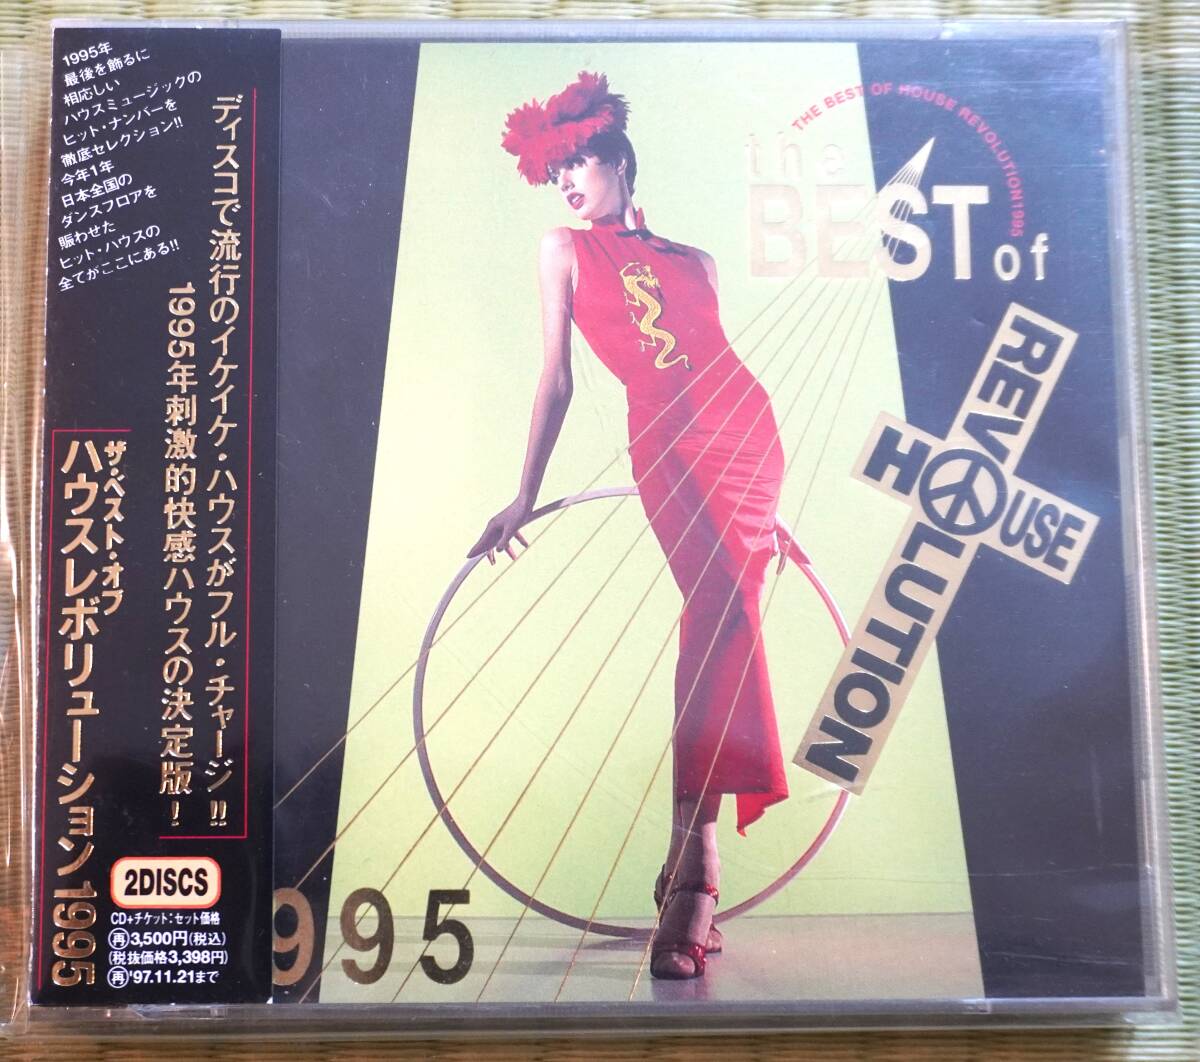 1995年
最後を飾るに
相応しい
ハウスミュージックの
ヒット・ナンバーを
徹底セレクション!!
今年1年
日本全国の
ダンスフロアを
賑わせた
ヒット・ハウスの
全てがここにある!!
ディスコで流行のイケイケ・ハウスがフル・チャージ!!
1995年刺激的快感ハウスの決定版!
ザ・ベスト・オブ
ハウスレボリューション1995
2DISCS
CD+チケット:セット価格
再3,500円(税込)
(税抜価格3,398円)
再'97.11.21まで
THE BEST OF HOUSE REVOLUTION1995
the
BEST of
REVOLUTION
HOUSE
995